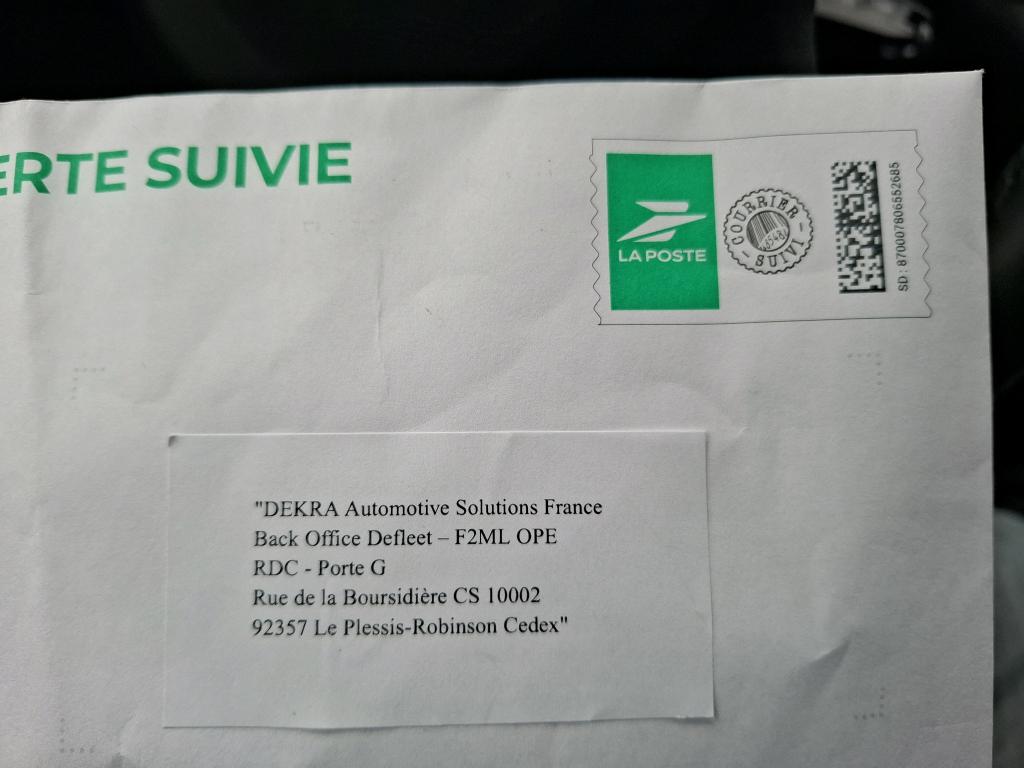 ERTE SUIVIE
LA POSTE
COURRIER
SUIVI
SD : 870007806552685
"DEKRA Automotive Solutions France
Back Office Defleet – F2ML OPE
RDC - Porte G
Rue de la Boursidière CS 10002
92357 Le Plessis-Robinson Cedex"